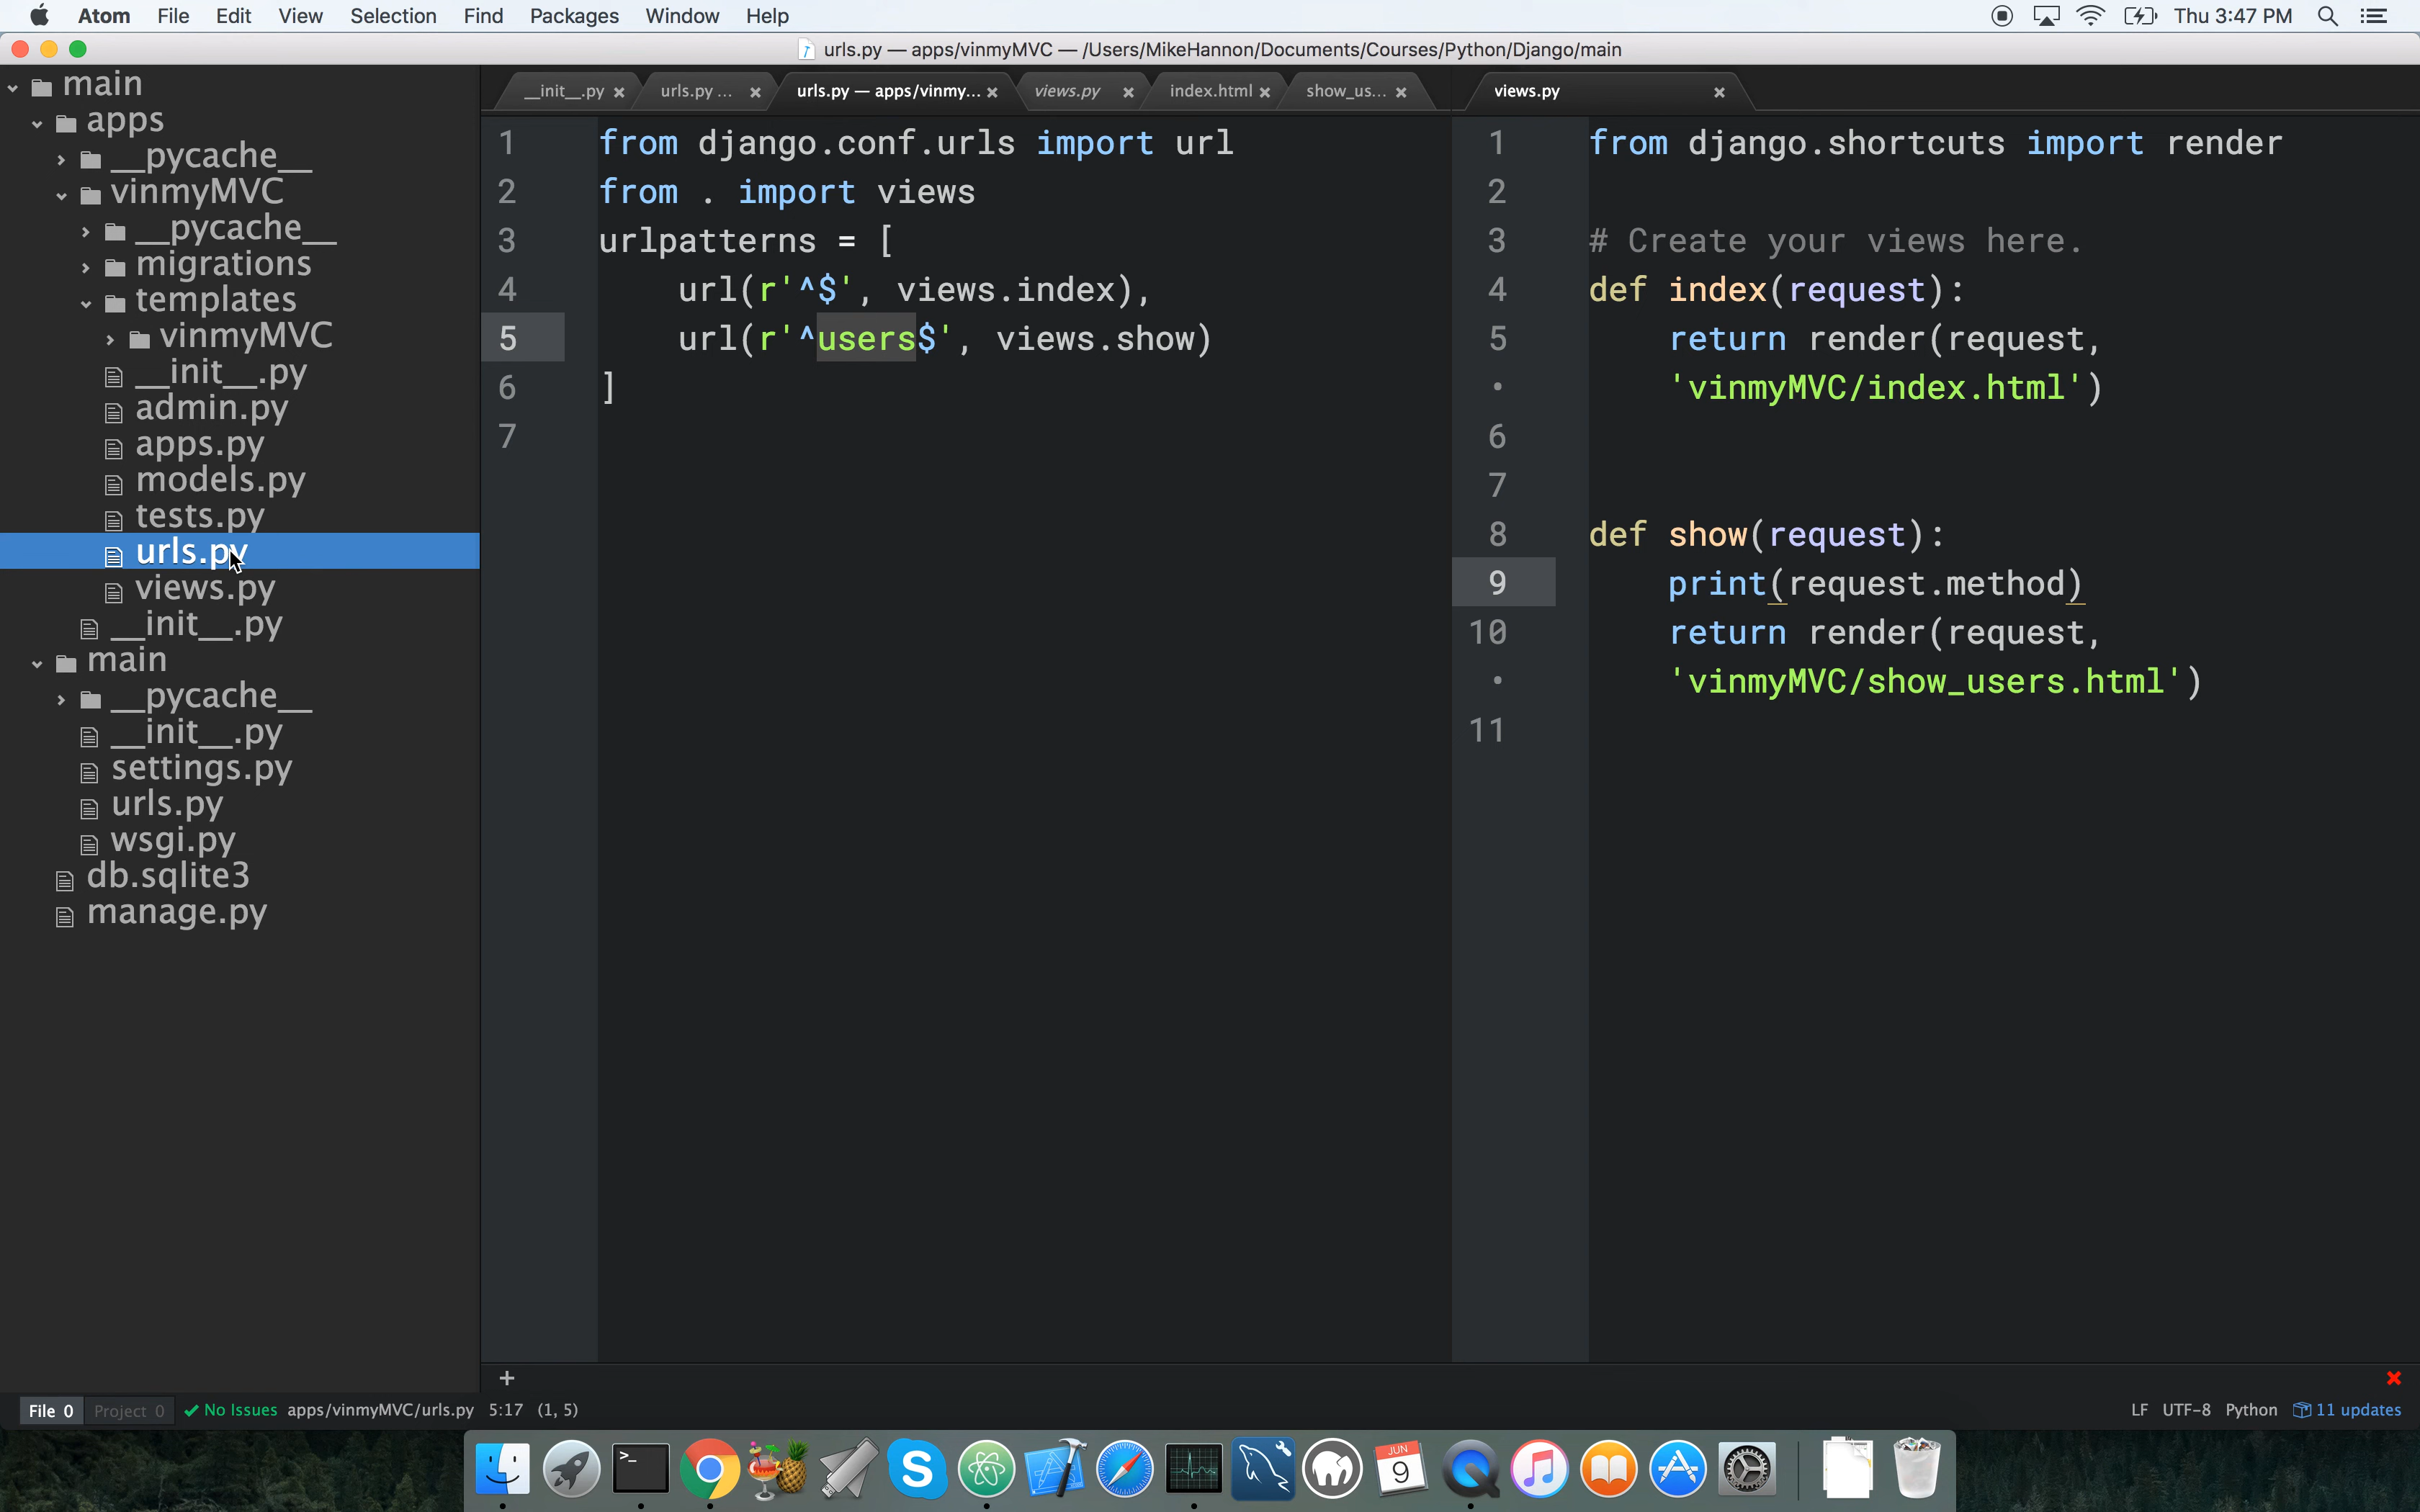 Atom File Edit View Selection Find Packages Window Help Thu 3:47 PM
urls.py — apps/vinmyMVC — /Users/MikeHannon/Documents/Courses/Python/Django/main
main
apps
__pycache__
vinmyMVC
__pycache__
migrations
templates
vinmyMVC
__init__.py
admin.py
apps.py
models.py
tests.py
urls.py
views.py
__init__.py
main
__pycache__
__init__.py
settings.py
urls.py
wsgi.py
db.sqlite3
manage.py
__init__.py urls.py ... urls.py — apps/vinmy... views.py index.html show_us...
1 from django.conf.urls import url
2 from . import views
3 urlpatterns = [
4 url(r'^$', views.index),
5 url(r'^users$', views.show)
6 ]
7
views.py
1 from django.shortcuts import render
2
3 # Create your views here.
4 def index(request):
5 return render(request,
• 'vinmyMVC/index.html')
6
7
8 def show(request):
9 print(request.method)
10 return render(request,
• 'vinmyMVC/show_users.html')
11
+
File 0 Project 0 No Issues apps/vinmyMVC/urls.py 5:17 (1, 5) LF UTF-8 Python 11 updates
JUN
9